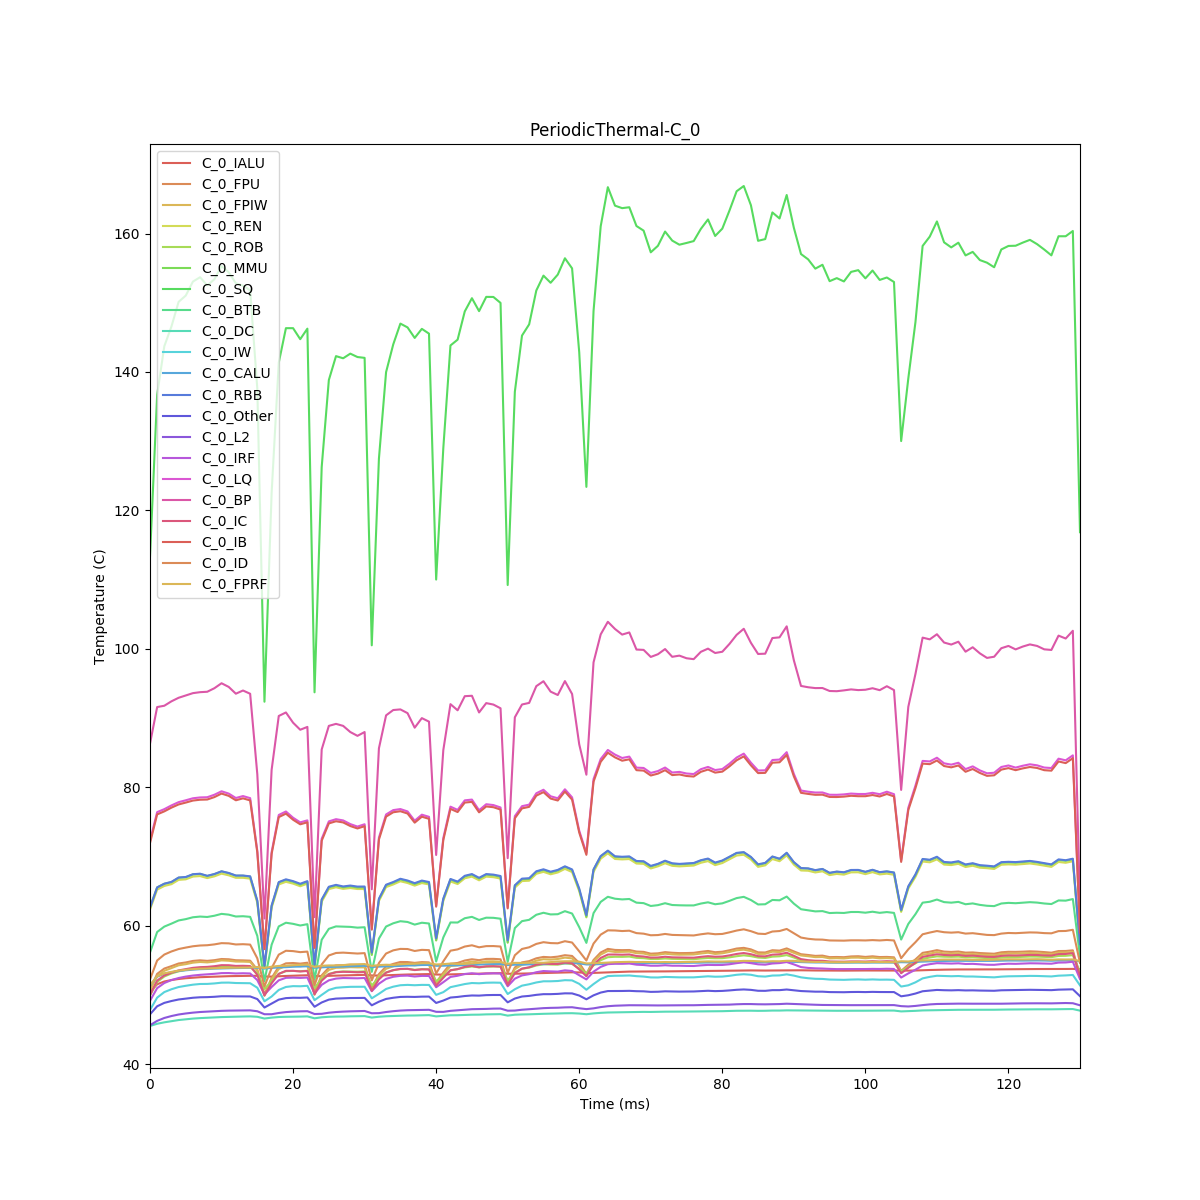 PeriodicThermal-C_0
C_0_IALU
C_0_FPU
C_0_FPIW
C_0_REN
C_0_ROB
C_0_MMU
C_0_SQ
C_0_BTB
C_0_DC
C_0_IW
C_0_CALU
C_0_RBB
C_0_Other
C_0_L2
C_0_IRF
C_0_LQ
C_0_BP
C_0_IC
C_0_IB
C_0_ID
C_0_FPRF
Temperature (C)
160
140
120
100
80
60
40
0 20 40 60 80 100 120
Time (ms)